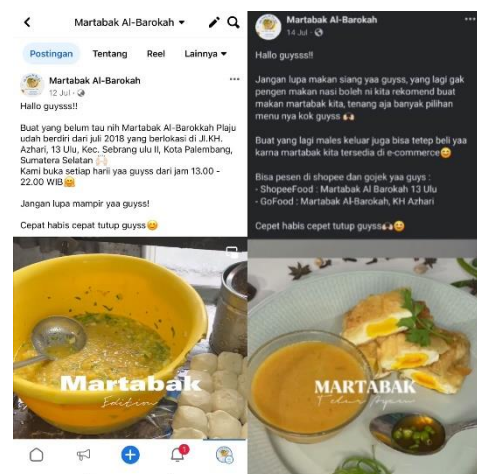 Martabak Al-Barokah
Postingan Tentang Reel Lainnya
Martabak Al-Barokah
12 Jul
Hallo guysss!!
Buat yang belum tau nih Martabak Al-Barokkah Plaju
udah berdiri dari juli 2018 yang berlokasi di Jl.KH.
Azhari, 13 Ulu, Kec. Sebrang ulu II, Kota Palembang,
Sumatera Selatan
Kami buka setiap harii yaa guyss dari jam 13.00 -
22.00 WIB
Jangan lupa mampir yaa guyss!
Cepat habis cepat tutup guyss
Martabak
Edition
Martabak Al-Barokah
14 Jul
Hallo guyss!!
Jangan lupa makan siang yaa guyss, yang lagi gak
pengen makan nasi boleh ni kita rekomend buat
makan martabak kita, tenang aja banyak pilihan
menu nya kok guyss
Buat yang lagi males keluar juga bisa tetep beli yaa
karna martabak kita tersedia di e-commerce
Bisa pesen di shopee dan gojek yaa guys :
- ShopeeFood : Martabak Al Barokah 13 Ulu
- GoFood : Martabak Al-Barokah, KH Azhari
Cepet habis cepet tutup guyss
MARTABAK
Telur